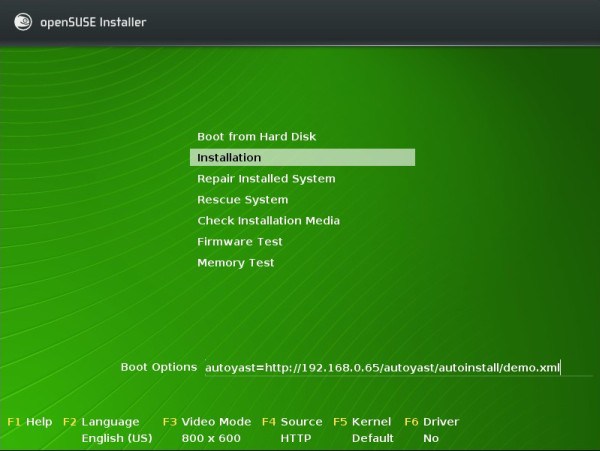 openSUSE Installer
Boot from Hard Disk
Installation
Repair Installed System
Rescue System
Check Installation Media
Firmware Test
Memory Test
Boot Options autoyast=http://192.168.0.65/autoyast/autoinstall/demo.xml
F1 Help F2 Language F3 Video Mode F4 Source F5 Kernel F6 Driver
English (US) 800 x 600 HTTP Default No